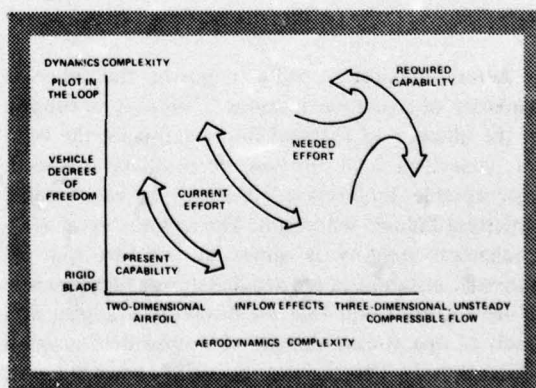 DYNAMICS COMPLEXITY
PILOT IN
THE LOOP
VEHICLE
DEGREES
OF
FREEDOM
RIGID
BLADE
REQUIRED
CAPABILITY
NEEDED
EFFORT
CURRENT
EFFORT
PRESENT
CAPABILITY
TWO-DIMENSIONAL
AIRFOIL
INFLOW EFFECTS
THREE-DIMENSIONAL, UNSTEADY
COMPRESSIBLE FLOW
AERODYNAMICS COMPLEXITY